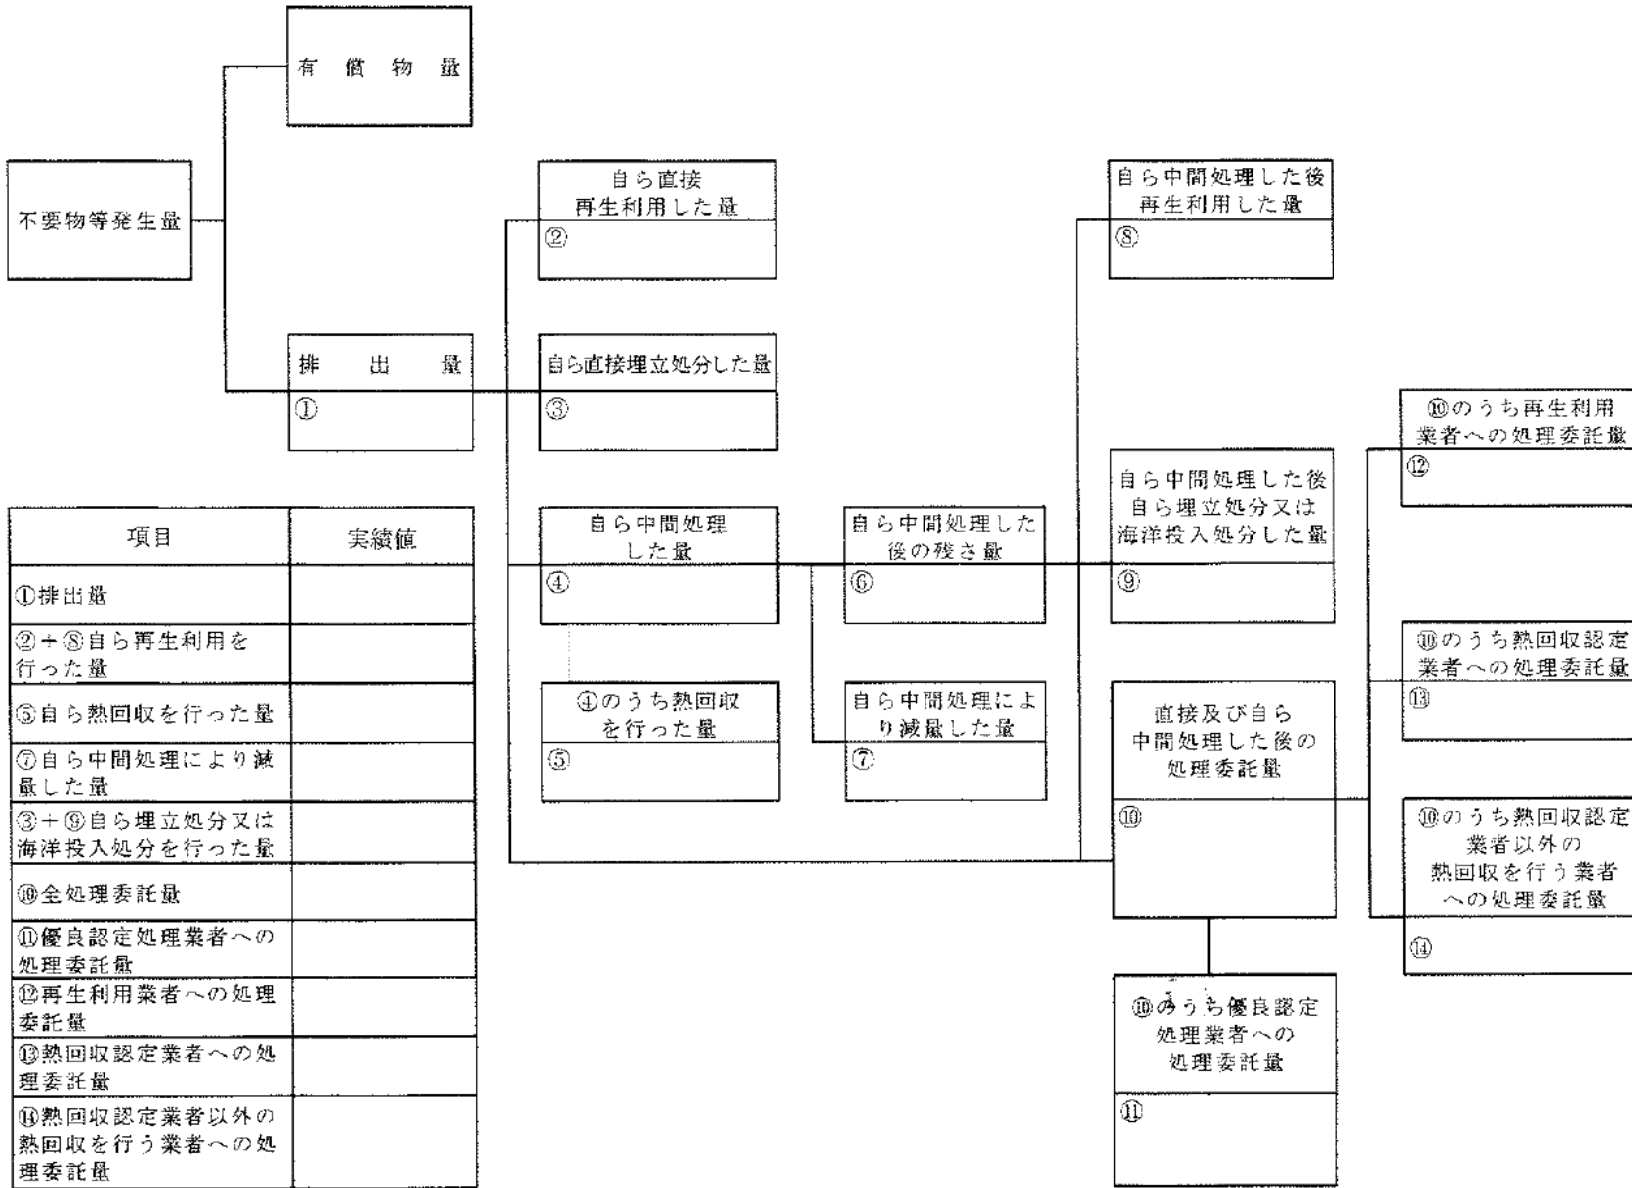 有償物量
不要物等発生量
自ら直接
再生利用した量
②
自ら中間処理した後
再生利用した量
⑧
排出量
①
自ら直接埋立処分した量
③
⑩のうち再生利用
業者への処理委託量
⑫
自ら中間処理
した量
④
自ら中間処理した
後の残さ量
⑥
自ら中間処理した後
自ら埋立処分又は
海洋投入処分した量
⑨
⑩のうち熱回収認定
業者への処理委託量
⑬
④のうち熱回収
を行った量
⑤
自ら中間処理によ
り減量した量
⑦
直接及び自ら
中間処理した後の
処理委託量
⑩
⑩のうち熱回収認定
業者以外の
熱回収を行う業者
への処理委託量
⑭
⑩のうち優良認定
処理業者への
処理委託量
⑪
項目
実績値
①排出量
②+⑧自ら再生利用を
行った量
⑤自ら熱回収を行った量
⑦自ら中間処理により減
量した量
③+⑨自ら埋立処分又は
海洋投入処分を行った量
⑩全処理委託量
⑪優良認定処理業者への
処理委託量
⑫再生利用業者への処理
委託量
⑬熱回収認定業者への処
理委託量
⑭熱回収認定業者以外の
熱回収を行う業者への処
理委託量